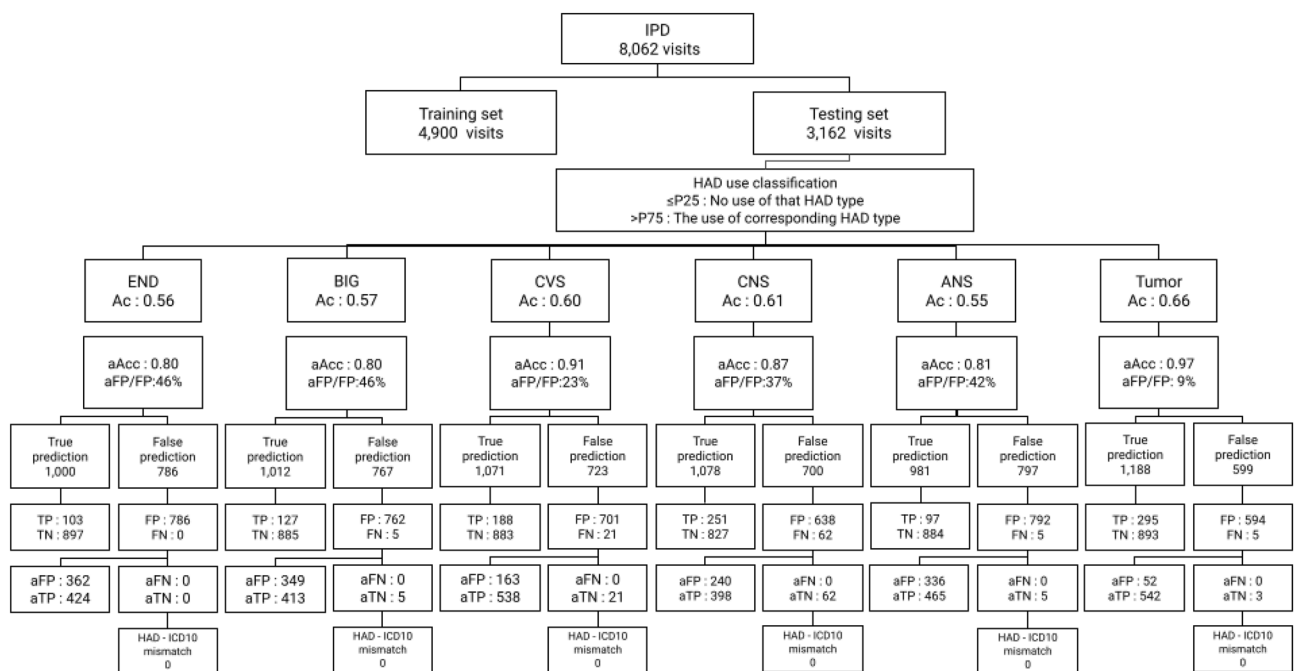 IPD
8,062 visits
Training set
4,900 visits
Testing set
3,162 visits
HAD use classification
≤P25 : No use of that HAD type
>P75 : The use of corresponding HAD type
END
Ac : 0.56
BIG
Ac : 0.57
CVS
Ac : 0.60
CNS
Ac : 0.61
ANS
Ac : 0.55
Tumor
Ac : 0.66
aAcc : 0.80
aFP/FP:46%
aAcc : 0.80
aFP/FP:46%
aAcc : 0.91
aFP/FP:23%
aAcc : 0.87
aFP/FP:37%
aAcc : 0.81
aFP/FP:42%
aAcc : 0.97
aFP/FP: 9%
True
prediction
1,000
False
prediction
786
True
prediction
1,012
False
prediction
767
True
prediction
1,071
False
prediction
723
True
prediction
1,078
False
prediction
700
True
prediction
981
False
prediction
797
True
prediction
1,188
False
prediction
599
TP : 103
TN : 897
FP : 786
FN : 0
TP : 127
TN : 885
FP : 762
FN : 5
TP : 188
TN : 883
FP : 701
FN : 21
TP : 251
TN : 827
FP : 638
FN : 62
TP : 97
TN : 884
FP : 792
FN : 5
TP : 295
TN : 893
FP : 594
FN : 5
aFP : 362
aTP : 424
aFN : 0
aTN : 0
aFP : 349
aTP : 413
aFN : 0
aTN : 5
aFP : 163
aTP : 538
aFN : 0
aTN : 21
aFP : 240
aTP : 398
aFN : 0
aTN : 62
aFP : 336
aTP : 465
aFN : 0
aTN : 5
aFP : 52
aTP : 542
aFN : 0
aTN : 3
HAD - ICD10
mismatch
0
HAD - ICD10
mismatch
0
HAD - ICD10
mismatch
0
HAD - ICD10
mismatch
0
HAD - ICD10
mismatch
0
HAD - ICD10
mismatch
0